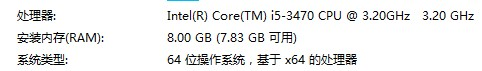 处理器: Intel(R) Core(TM) i5-3470 CPU @ 3.20GHz 3.20 GHz
安装内存(RAM): 8.00 GB (7.83 GB 可用)
系统类型: 64 位操作系统，基于 x64 的处理器